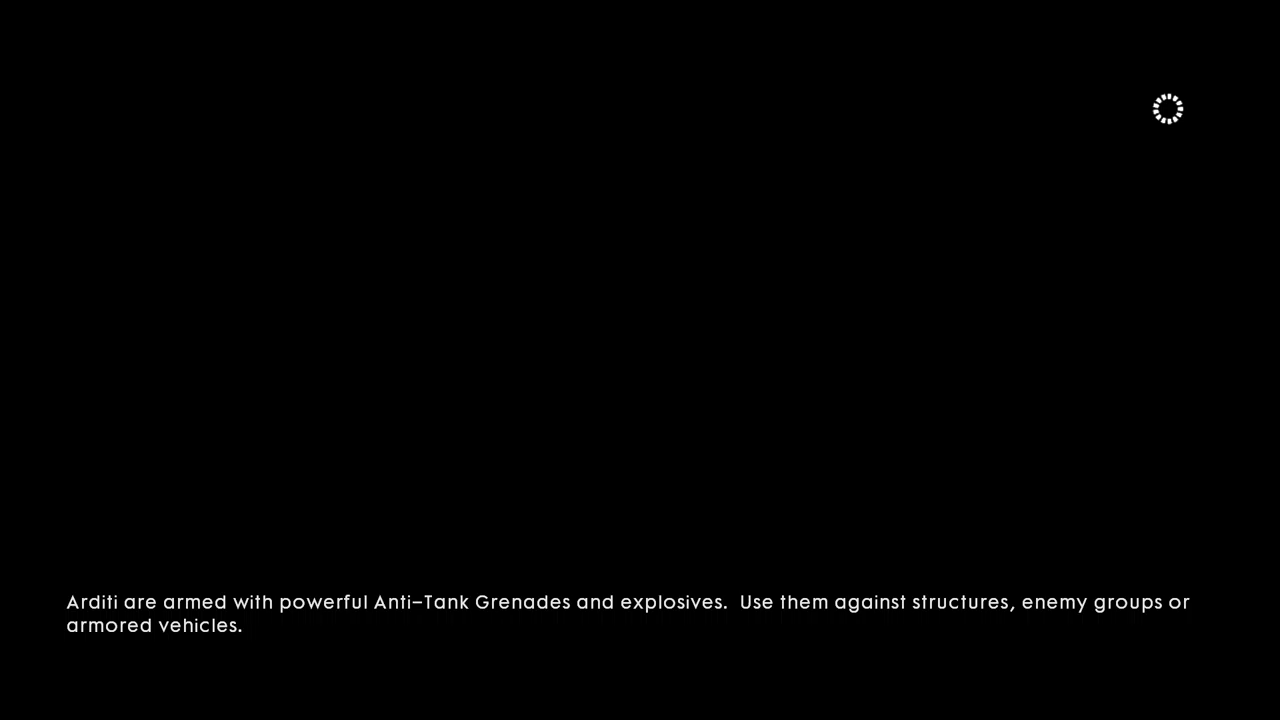 Arditi are armed with powerful Anti-Tank Grenades and explosives.  Use them against structures, enemy groups or
armored vehicles.